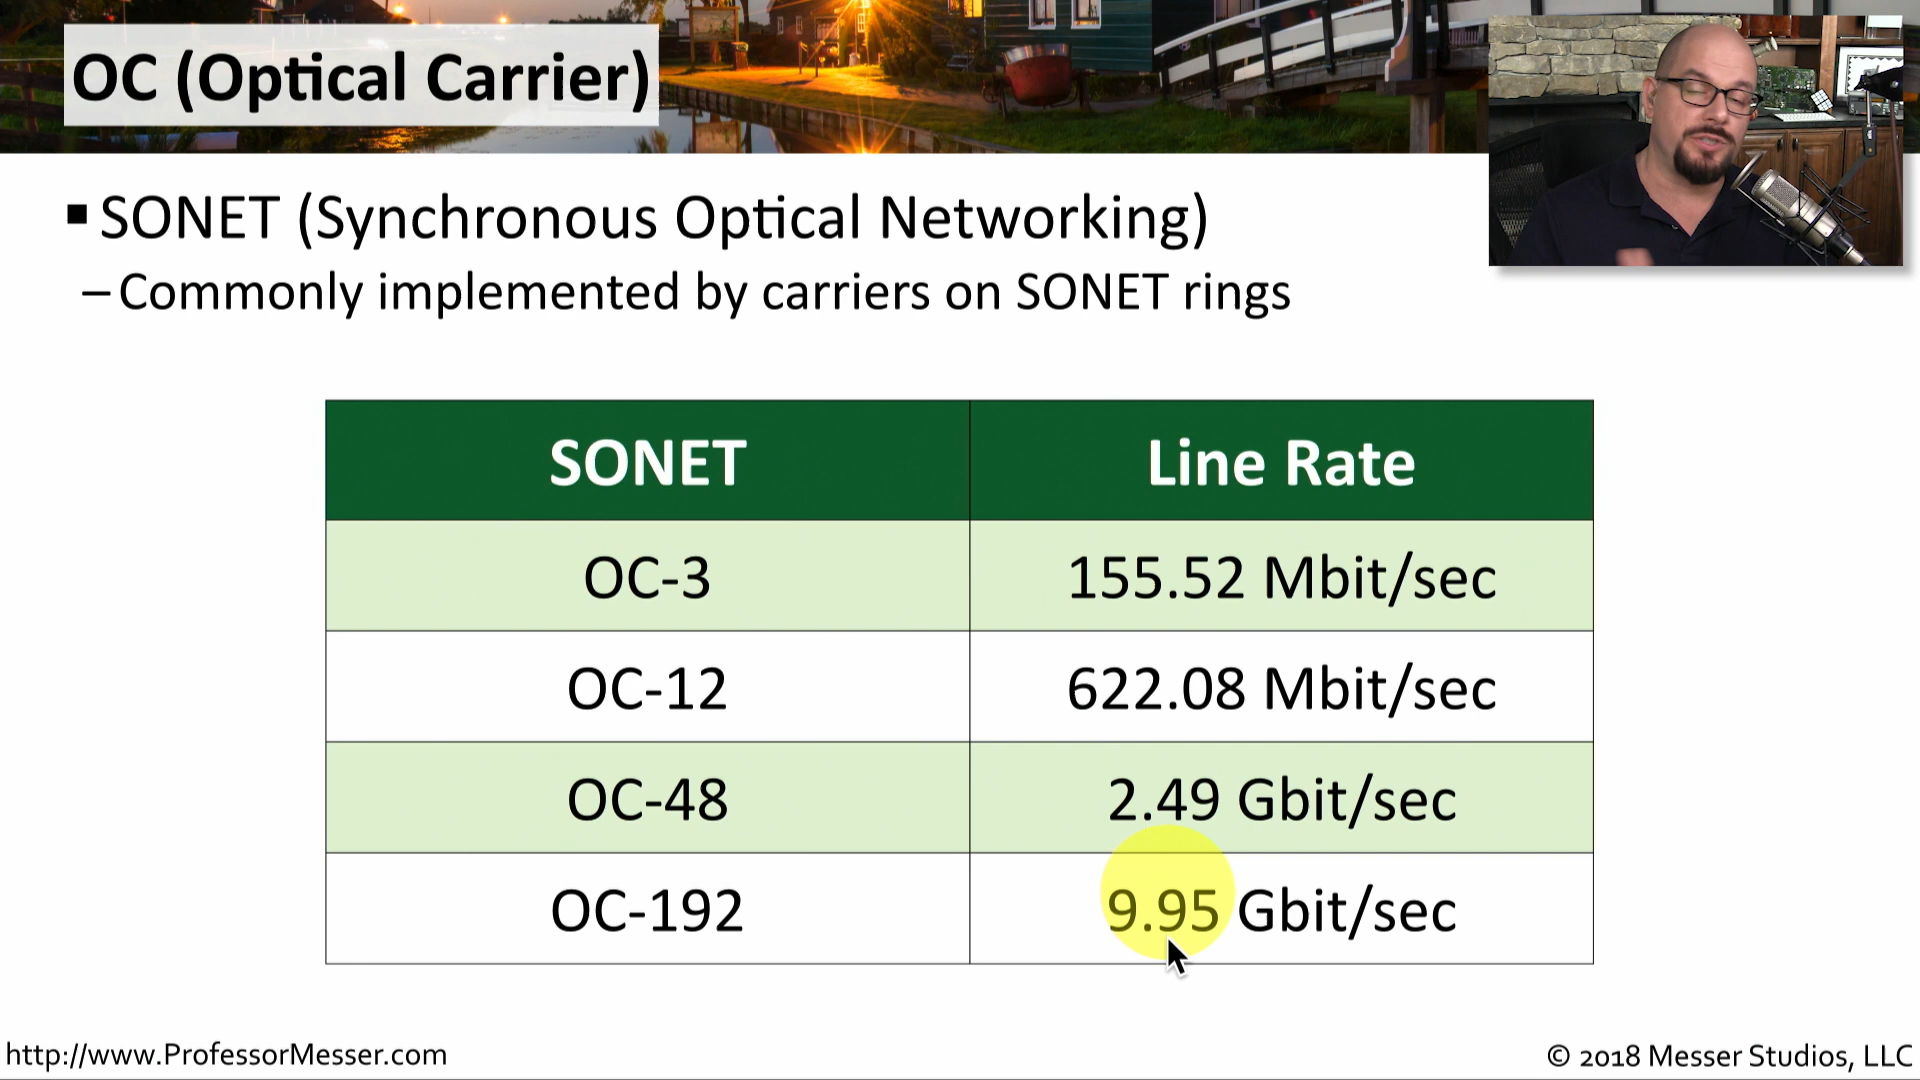 OC (Optical Carrier)
▪ SONET (Synchronous Optical Networking)
– Commonly implemented by carriers on SONET rings
SONET Line Rate
OC-3 155.52 Mbit/sec
OC-12 622.08 Mbit/sec
OC-48 2.49 Gbit/sec
OC-192 9.95 Gbit/sec
http://www.ProfessorMesser.com © 2018 Messer Studios, LLC